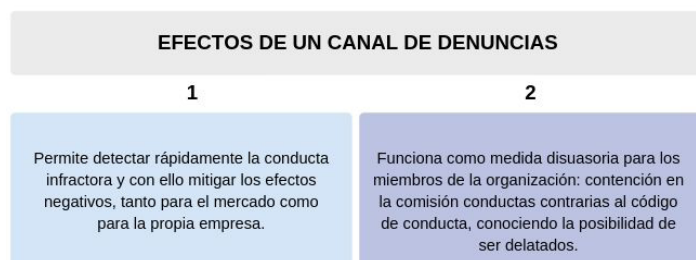 EFECTOS DE UN CANAL DE DENUNCIAS
1
2
Permite detectar rápidamente la conducta
infractora y con ello mitigar los efectos
negativos, tanto para el mercado como
para la propia empresa.
Funciona como medida disuasoria para los
miembros de la organización: contención en
la comisión conductas contrarias al código
de conducta, conociendo la posibilidad de
ser delatados.